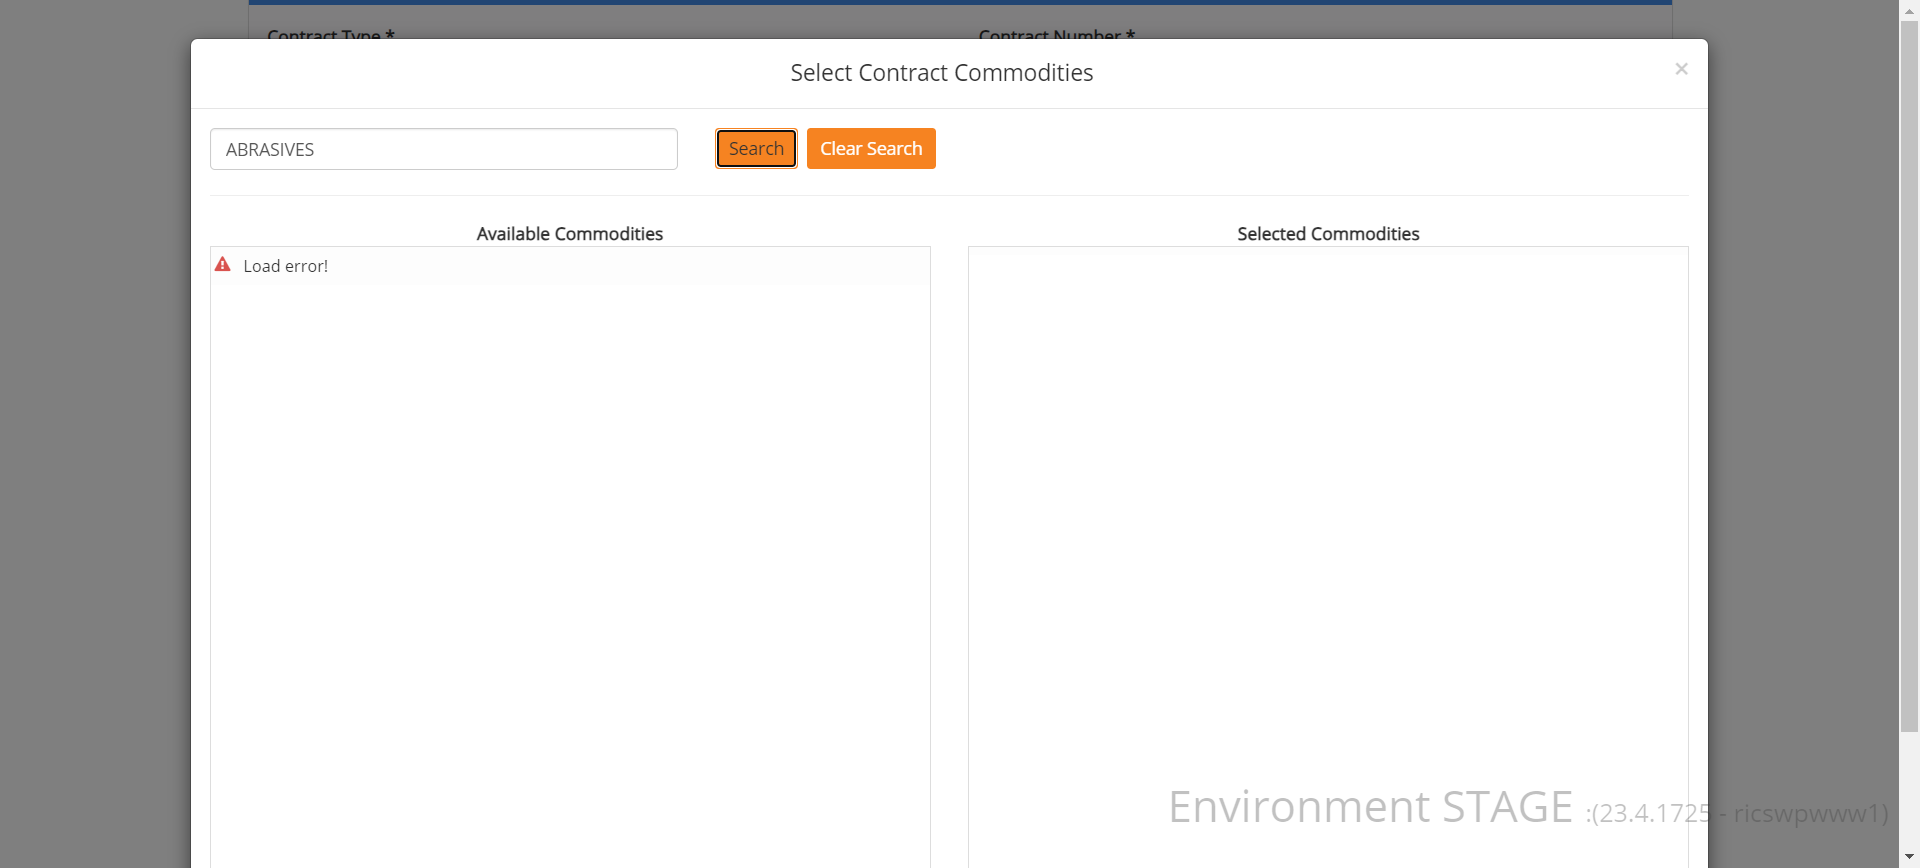 Contract Type *
Contract Number *
Select Contract Commodities
×
ABRASIVES
Search
Clear Search
Available Commodities
Selected Commodities
Load error!
Environment STAGE :(23.4.1725 - ricswpwww1)